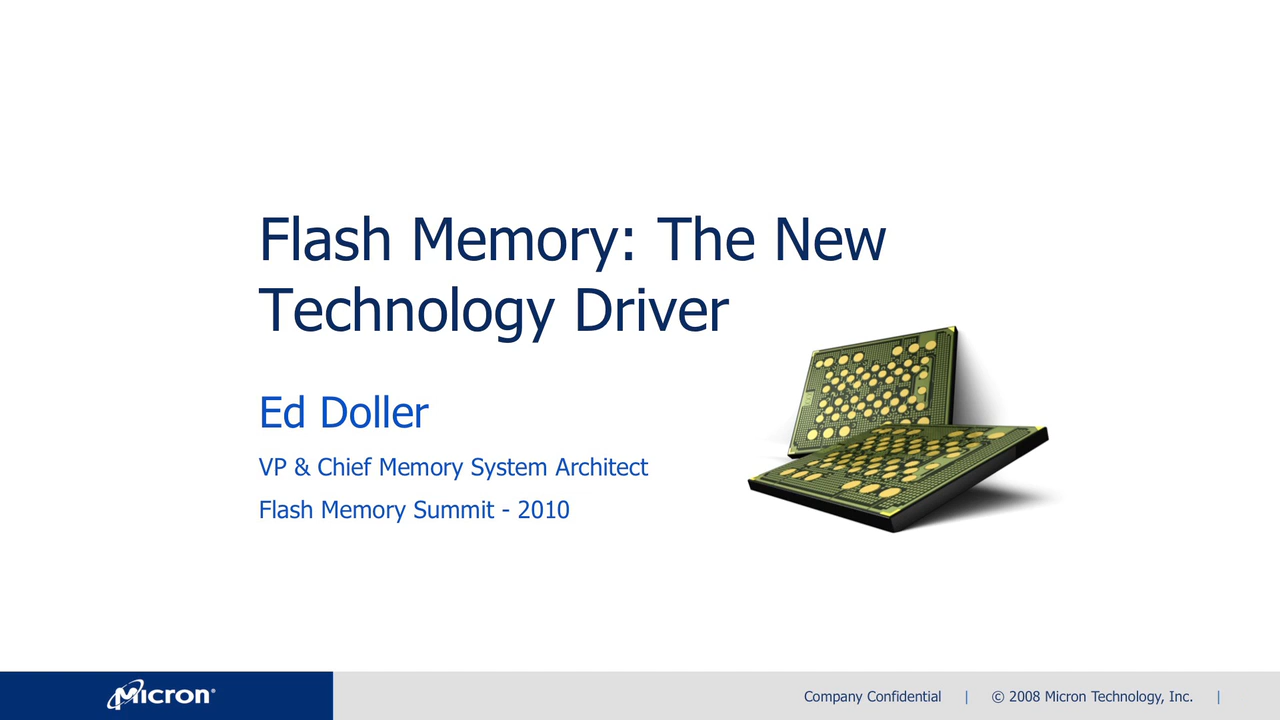 Flash Memory: The New
Technology Driver
Ed Doller
VP & Chief Memory System Architect
Flash Memory Summit - 2010
Micron®
Company Confidential | © 2008 Micron Technology, Inc. |